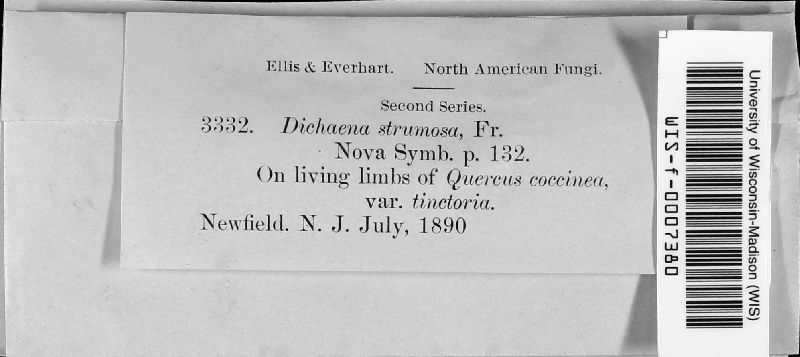 Ellis & Everhart. North American Fungi.
Second Series.
3332. Dichaena strumosa, Fr.
Nova Symb. p. 132.
On living limbs of Quercus coccinea,
var. tinctoria.
Newfield. N. J. July, 1890
University of Wisconsin-Madison (WIS)
WIS-f-0007380